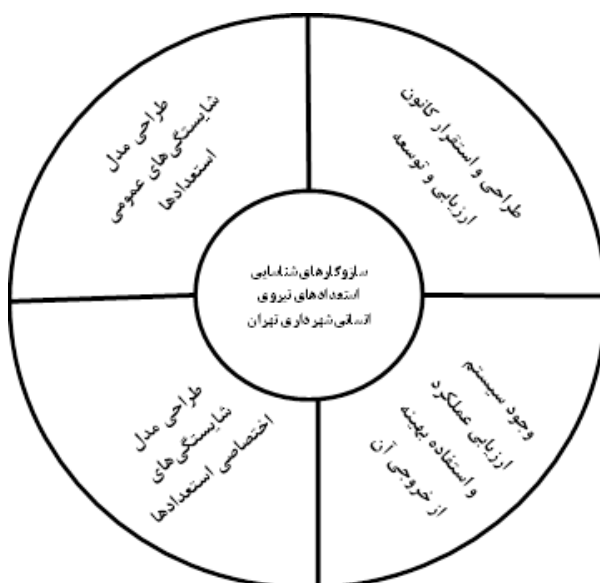 طراحی و استقرار کانون
ارزیابی و توسعه
طراحی مدل
شایستگی‌های عمومی
استعدادها
سازوکارهای شناسایی
استعدادهای نیروی
انسانی شهرداری تهران
وجود سیستم
ارزیابی عملکرد
و استفاده بهینه
از خروجی آن
طراحی مدل
شایستگی‌های
اختصاصی استعدادها